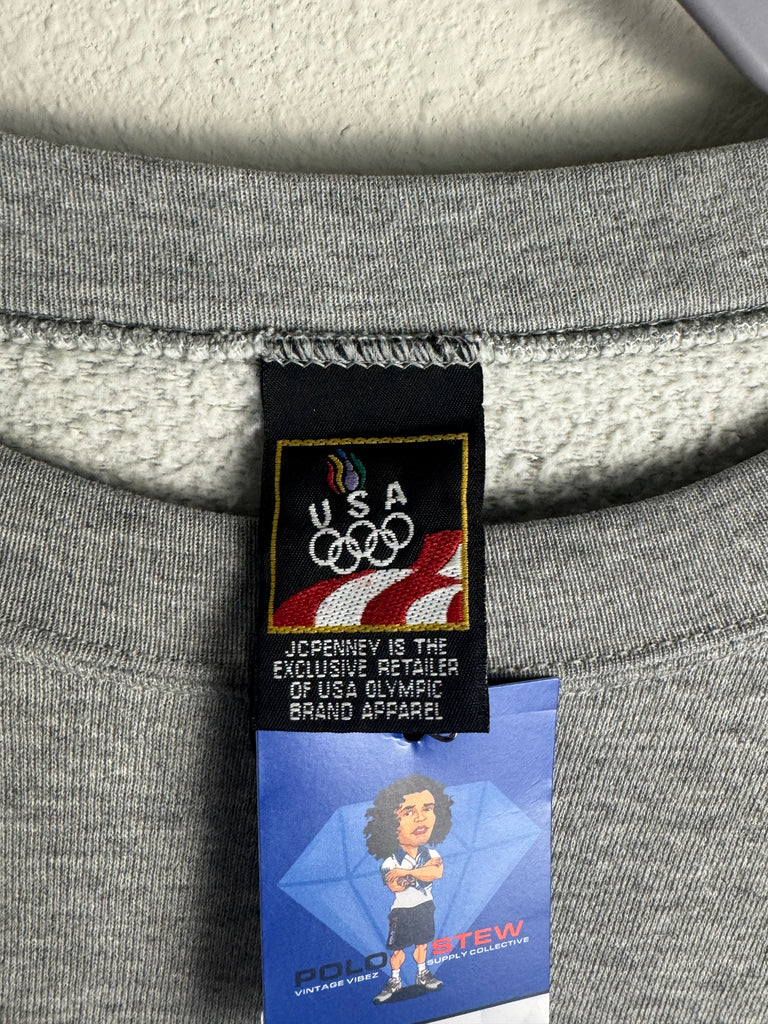 USA
JCPENNEY IS THE
EXCLUSIVE RETAILER
OF USA OLYMPIC
BRAND APPAREL
POLO STEW
VINTAGE VIBEZ SUPPLY COLLECTIVE